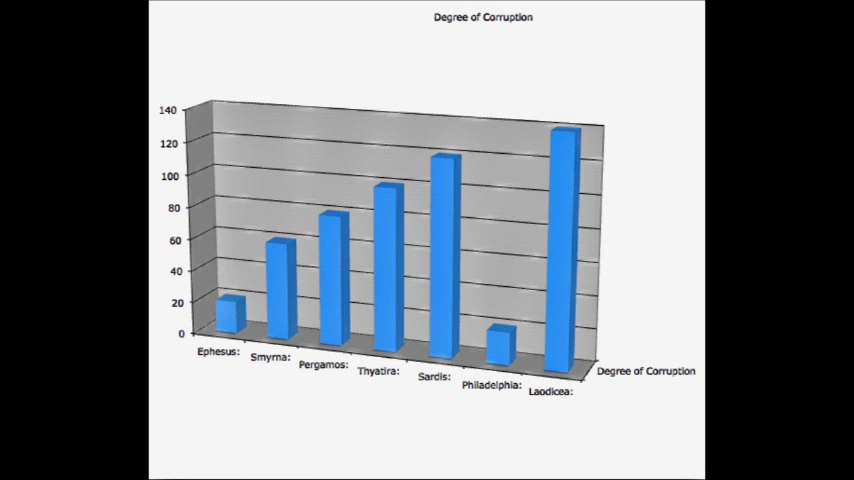 Degree of Corruption
140
120
100
80
60
40
20
0
Ephesus:
Smyrna:
Pergamos:
Thyatira:
Sardis:
Philadelphia:
Laodicea:
Degree of Corruption